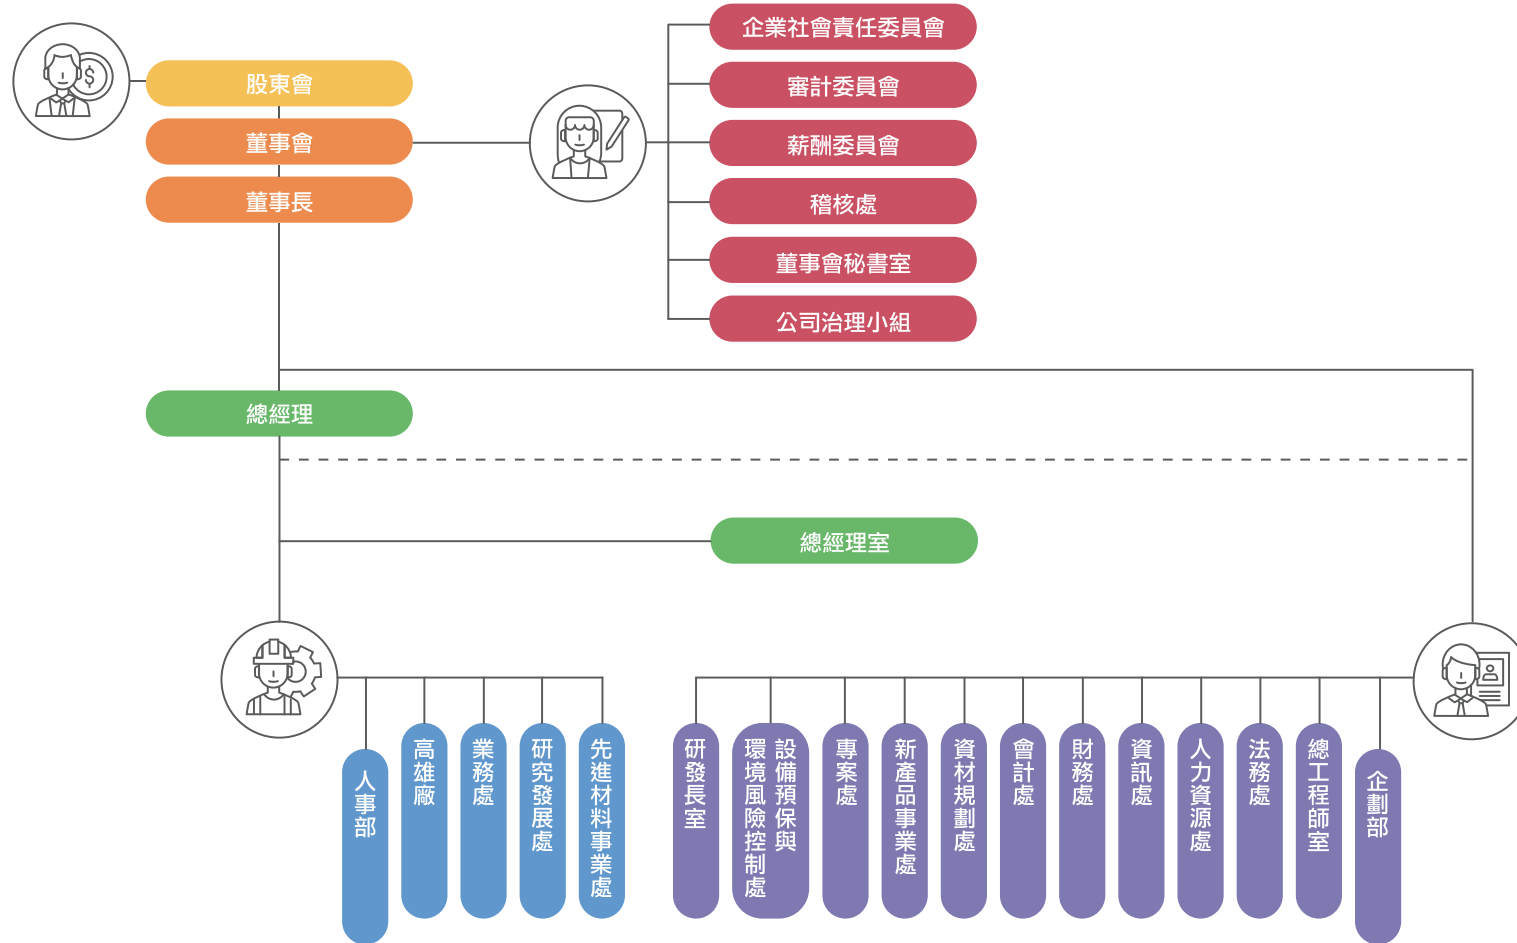 $
股東會
董事會
董事長
企業社會責任委員會
審計委員會
薪酬委員會
稽核處
董事會秘書室
公司治理小組
總經理
總經理室
人事部
高雄廠
業務處
研究發展處
先進材料事業處
研發長室
設備預保與
環境風險控制處
專案處
新產品事業處
資材規劃處
會計處
財務處
資訊處
人力資源處
法務處
總工程師室
企劃部